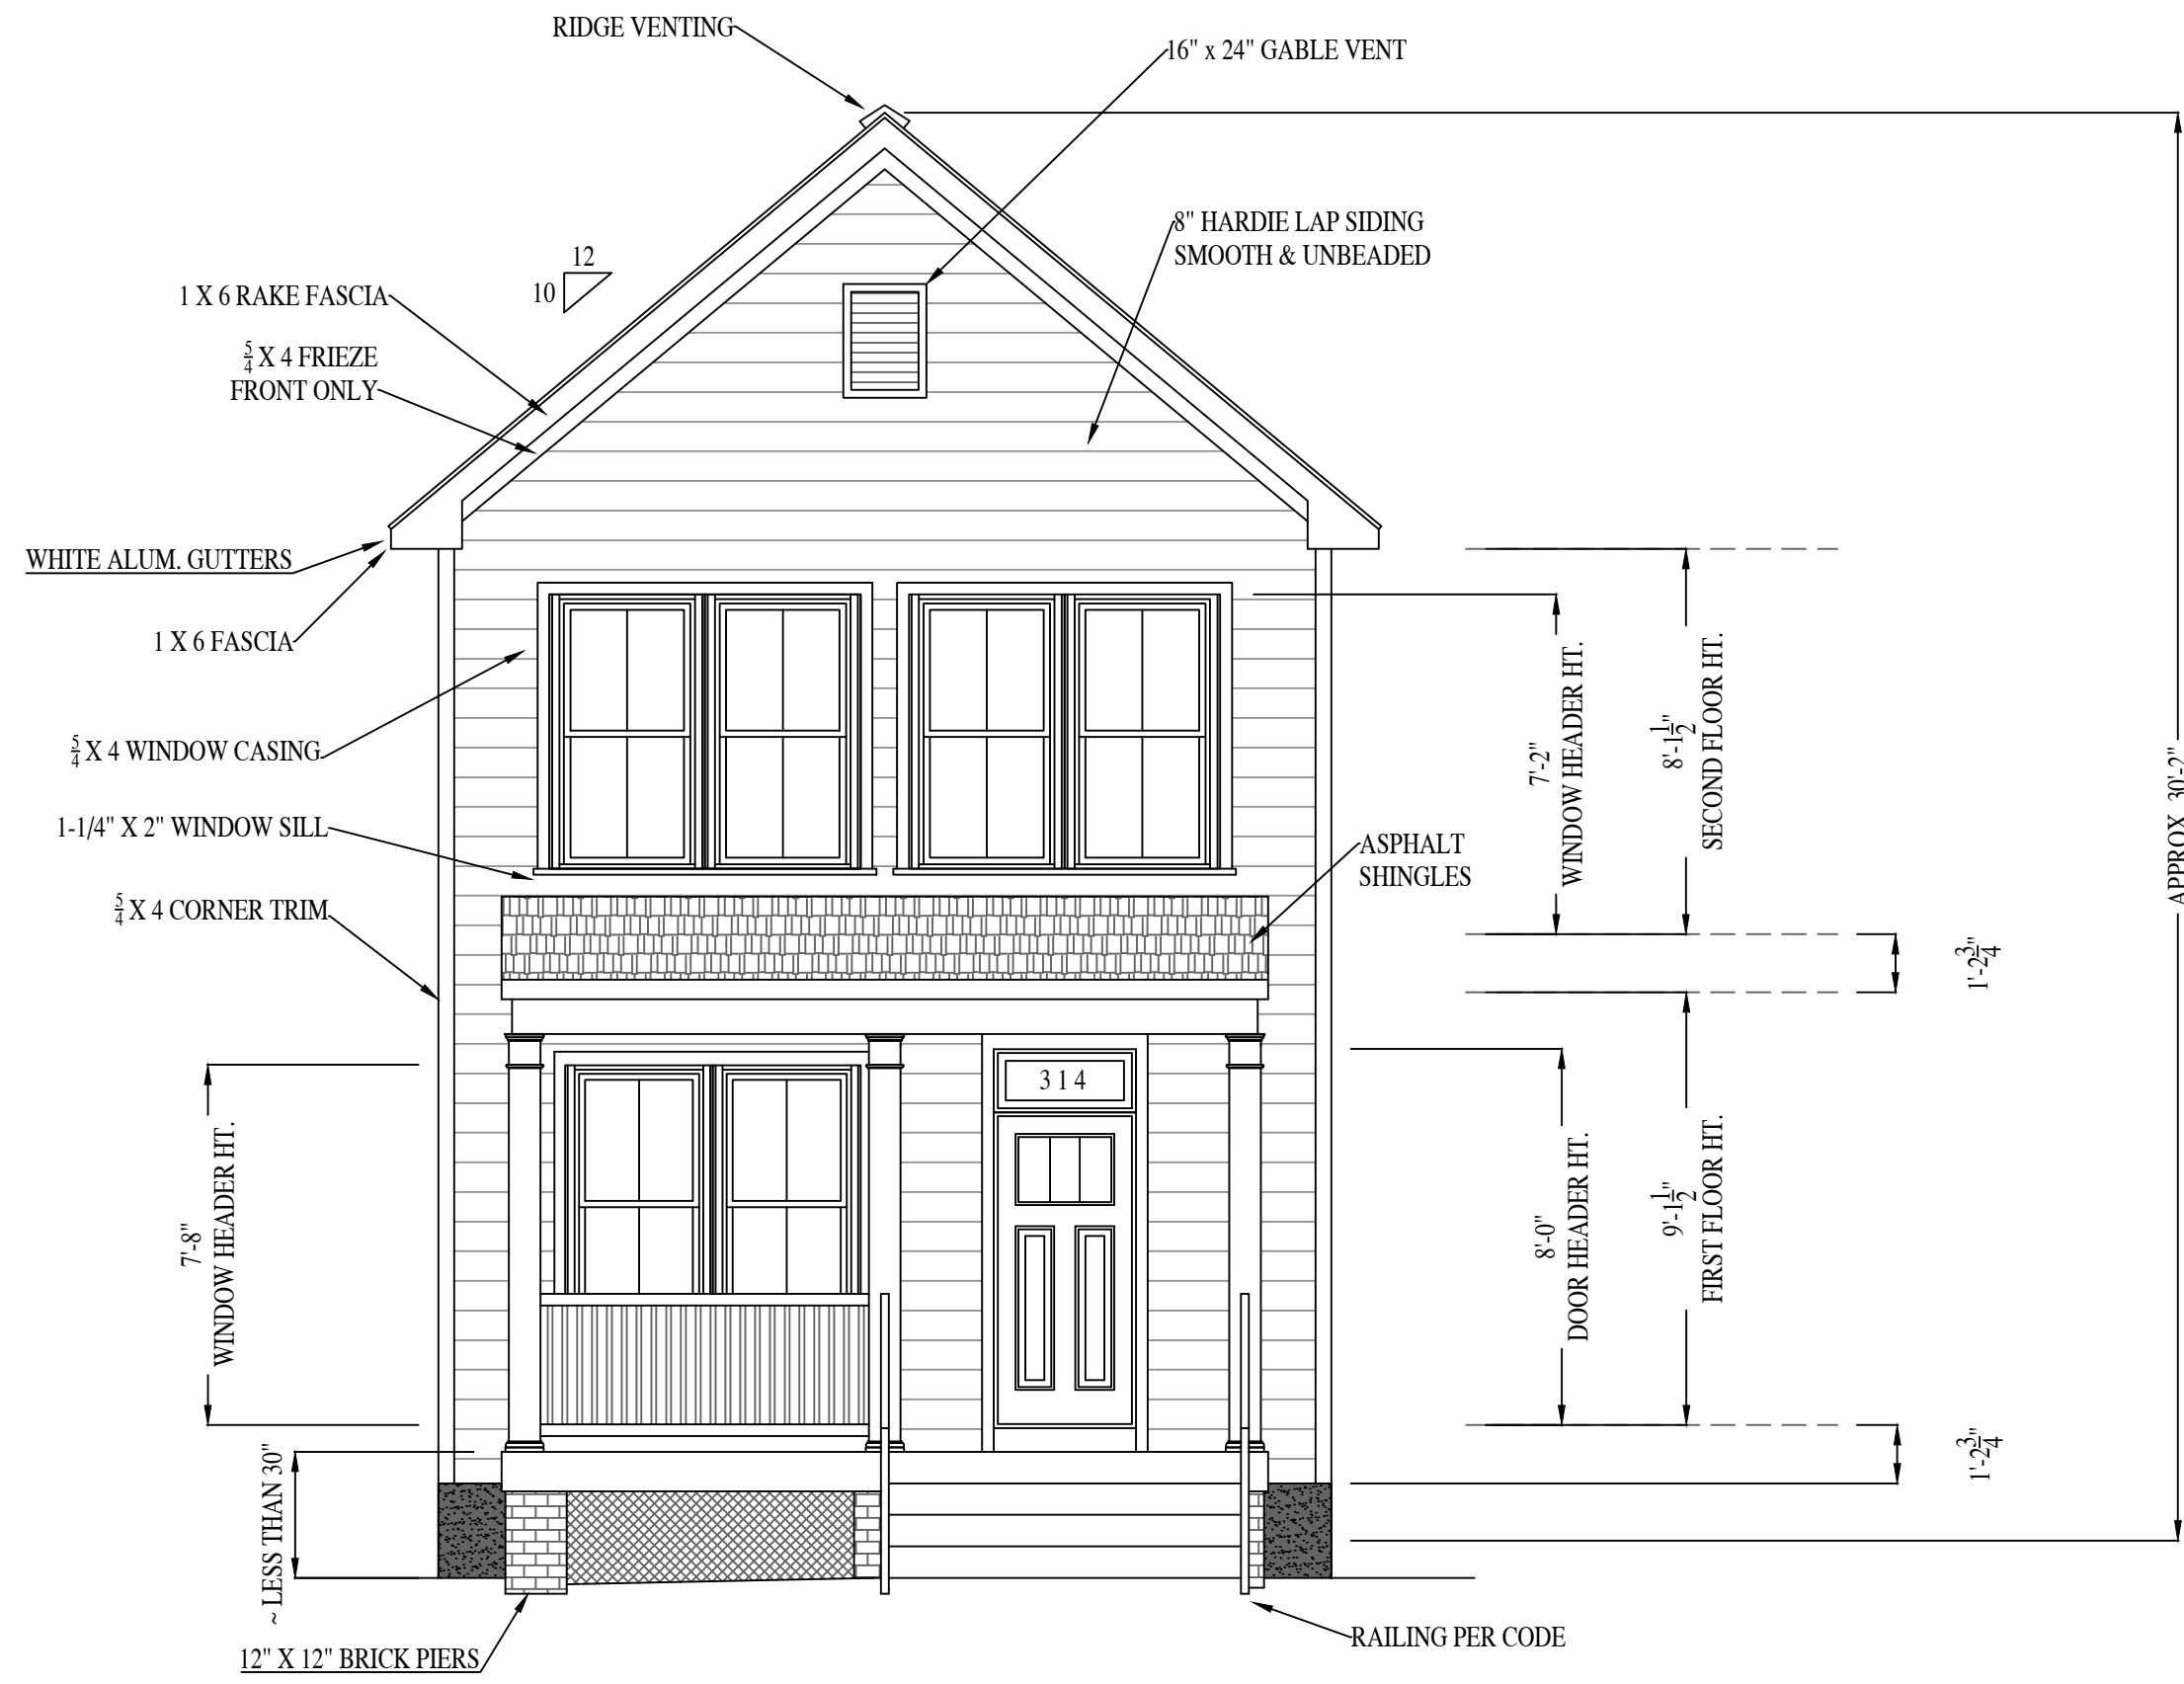 RIDGE VENTING
16" x 24" GABLE VENT
8" HARDIE LAP SIDING
SMOOTH & UNBEADED
12
10
1 X 6 RAKE FASCIA
5/4 X 4 FRIEZE
FRONT ONLY
WHITE ALUM. GUTTERS
1 X 6 FASCIA
5/4 X 4 WINDOW CASING
1-1/4" X 2" WINDOW SILL
5/4 X 4 CORNER TRIM
ASPHALT
SHINGLES
7'-2"
WINDOW HEADER HT.
8'-1 1/2"
SECOND FLOOR HT.
APPROX. 30'-2"
1'-2 3/4"
314
7'-8"
WINDOW HEADER HT.
8'-0"
DOOR HEADER HT.
9'-1 1/2"
FIRST FLOOR HT.
1'-2 3/4"
~ LESS THAN 30"
12" X 12" BRICK PIERS
RAILING PER CODE